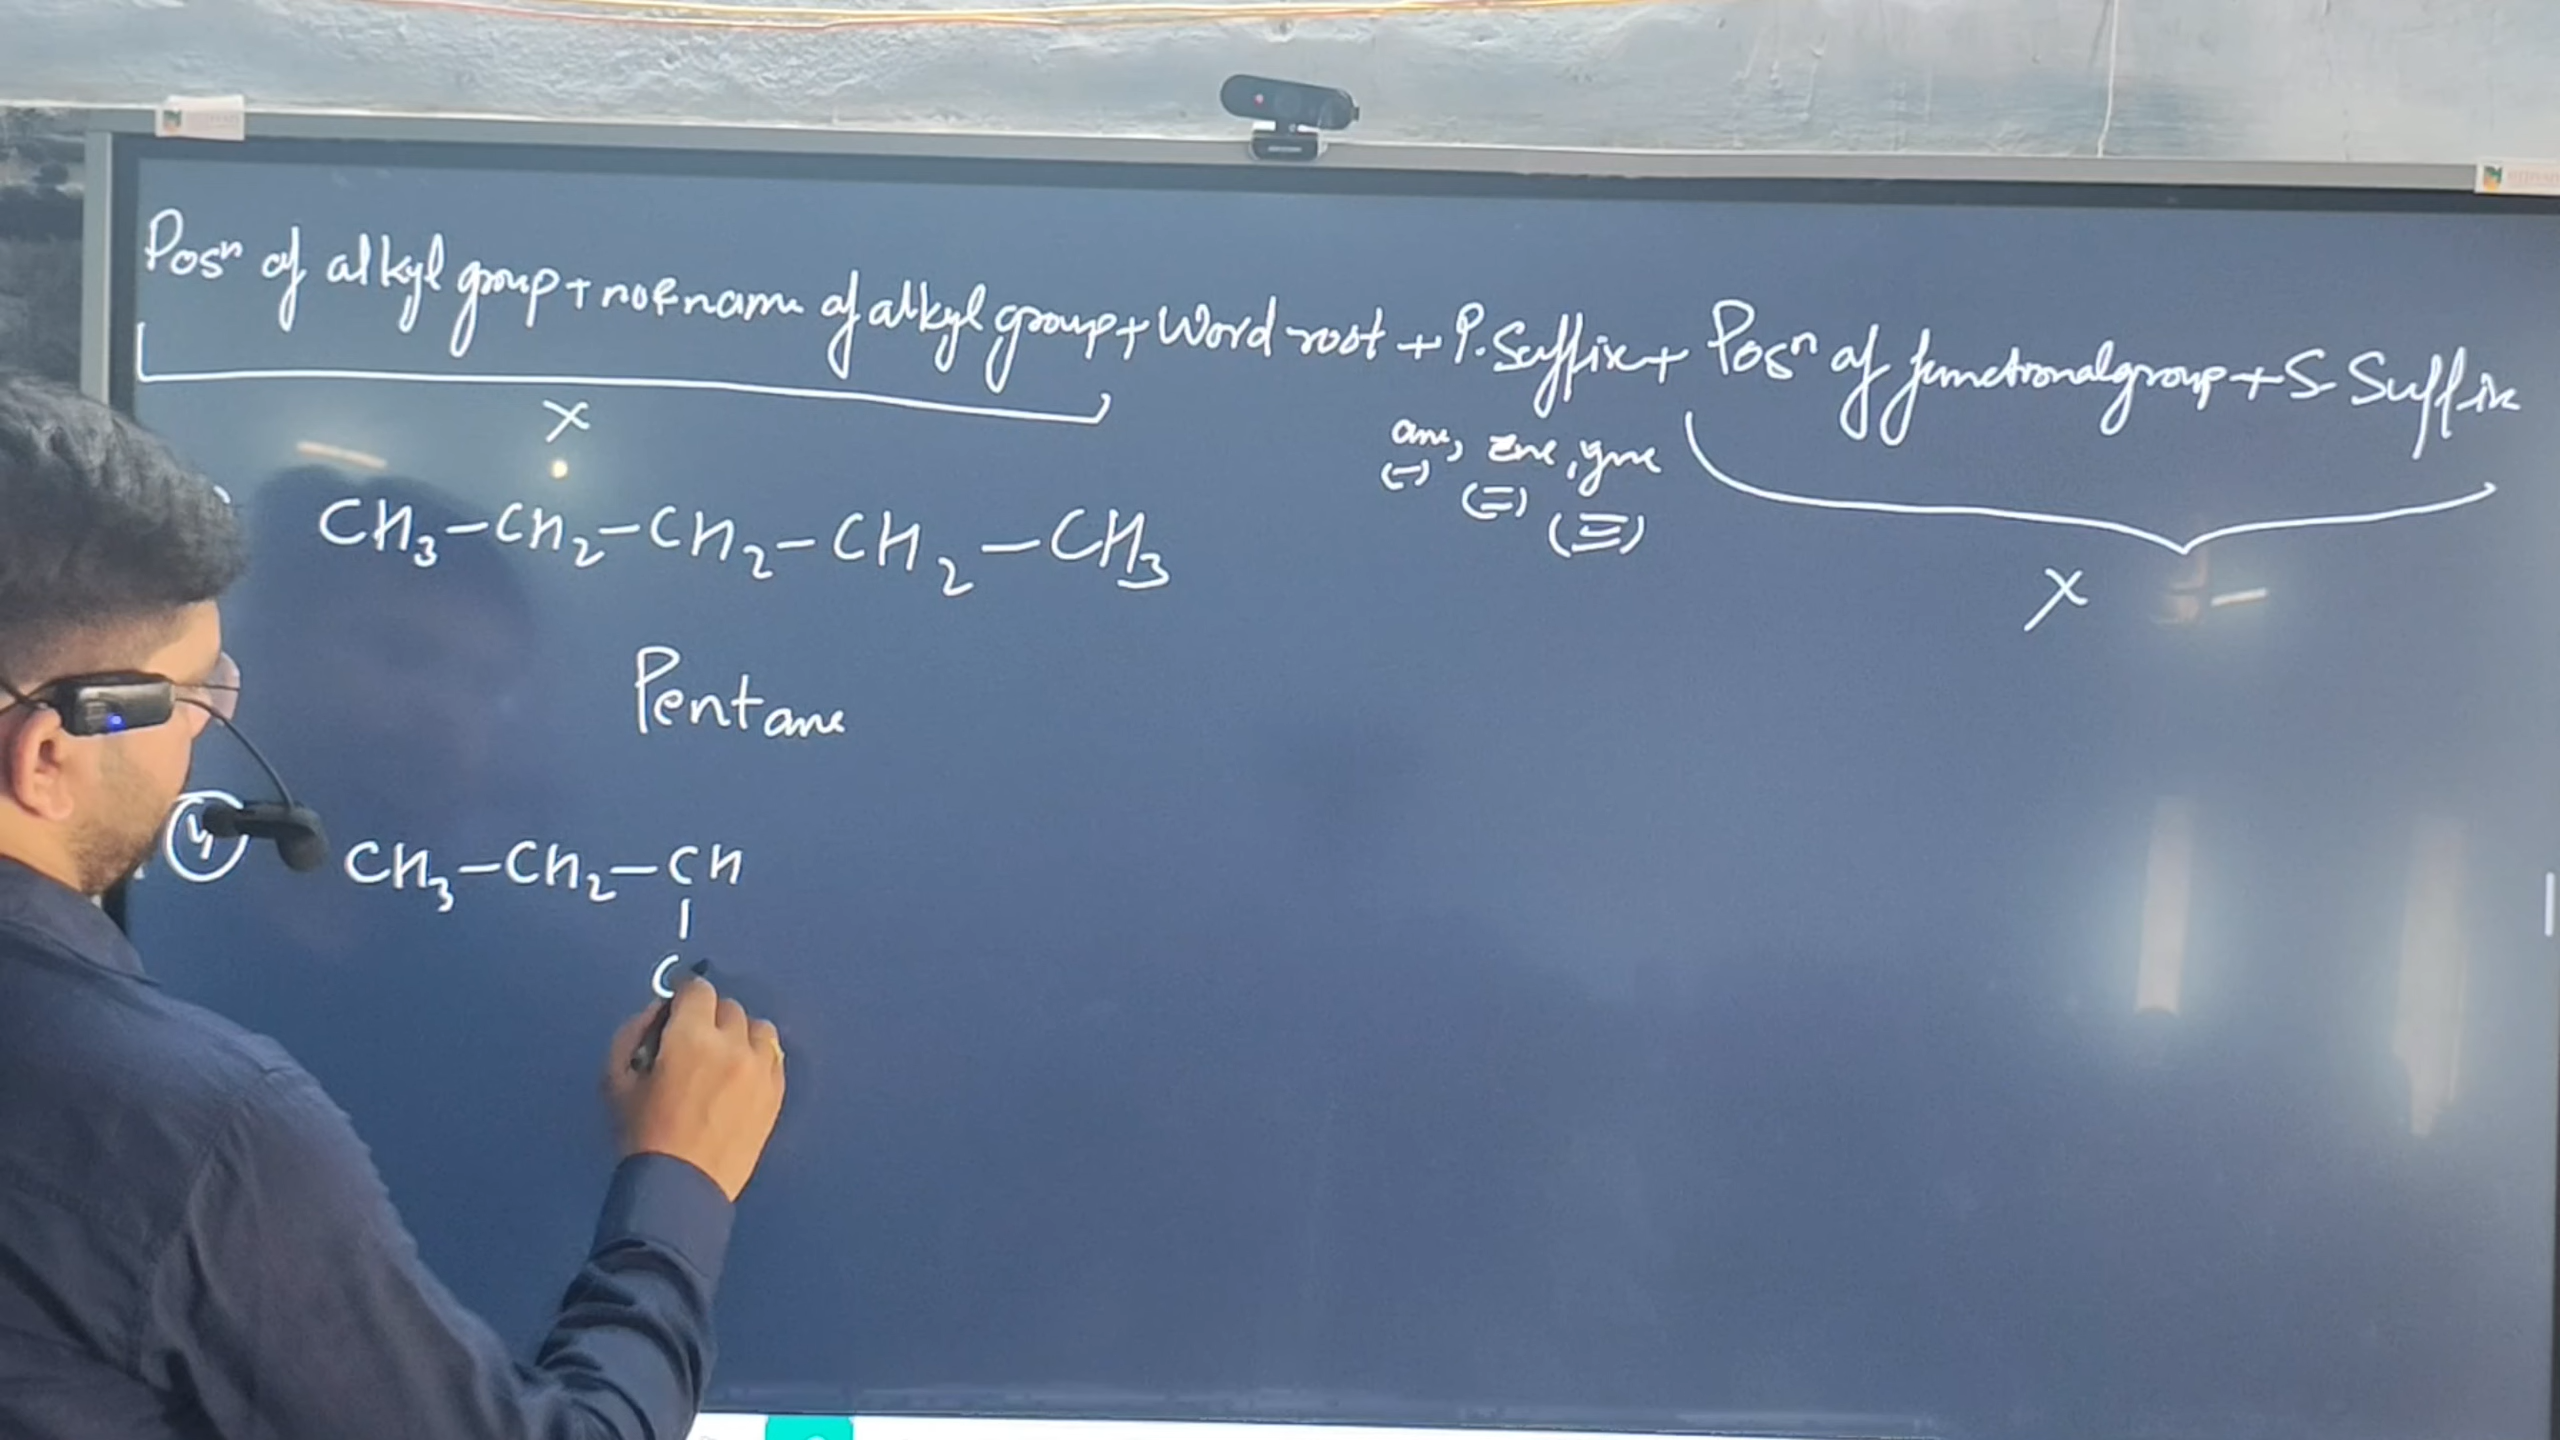 Posⁿ of alkyl group + no & name of alkyl group + Word root + P. Suffix + Posⁿ of functional group + S Suffix
X
ane, ene, yne
(-) (=) (≡)
X
CH₃-CH₂-CH₂-CH₂-CH₃
Pentane
④ CH₃-CH₂-CH
|
C